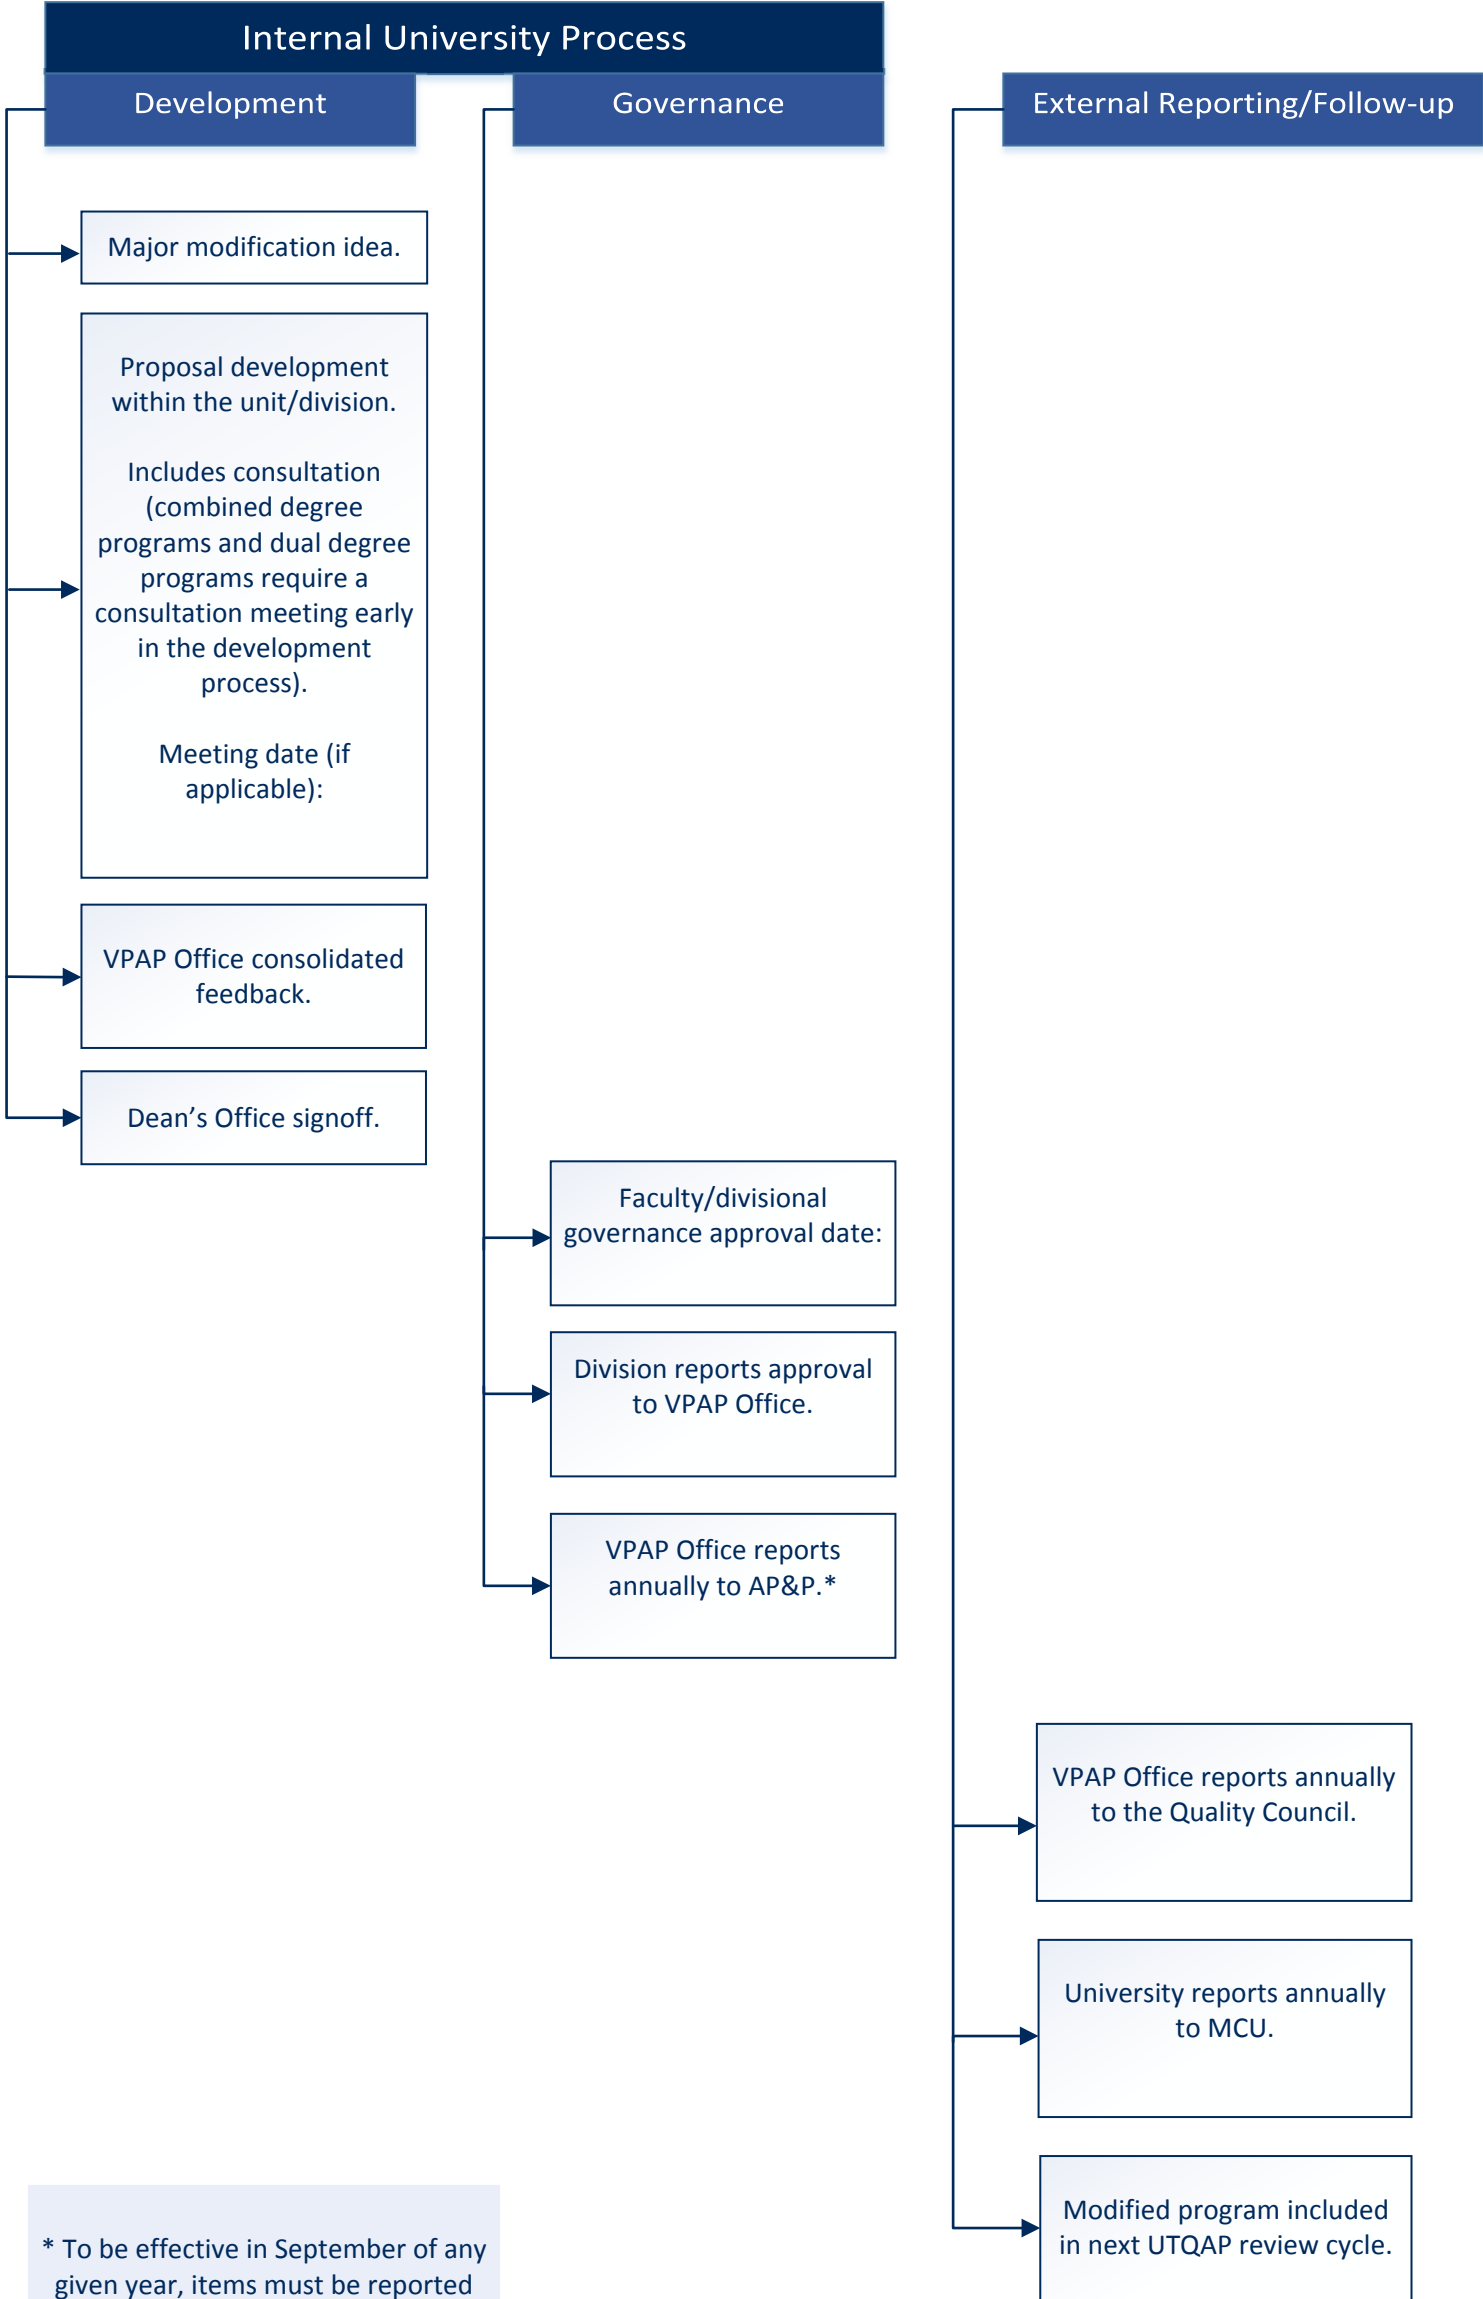 Internal University Process
Development
Governance
External Reporting/Follow-up
Major modification idea.
Proposal development
within the unit/division.
Includes consultation
(combined degree
programs and dual degree
programs require a
consultation meeting early
in the development
process).
Meeting date (if
applicable):
VPAP Office consolidated
feedback.
Dean’s Office signoff.
Faculty/divisional
governance approval date:
Division reports approval
to VPAP Office.
VPAP Office reports
annually to AP&P.*
VPAP Office reports annually
to the Quality Council.
University reports annually
to MCU.
Modified program included
in next UTQAP review cycle.
* To be effective in September of any
given year, items must be reported